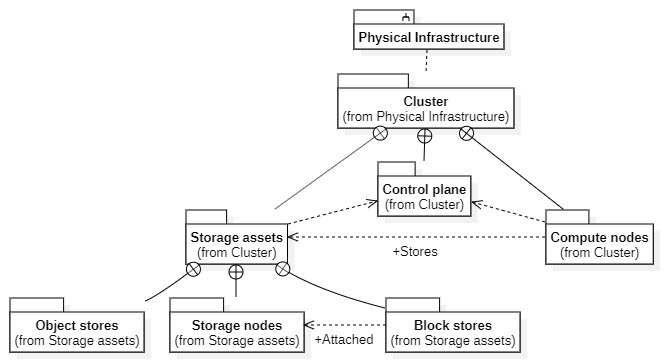 Physical Infrastructure
Cluster
(from Physical Infrastructure)
Control plane
(from Cluster)
Storage assets
(from Cluster)
Compute nodes
(from Cluster)
+Stores
Object stores
(from Storage assets)
Storage nodes
(from Storage assets)
+Attached
Block stores
(from Storage assets)